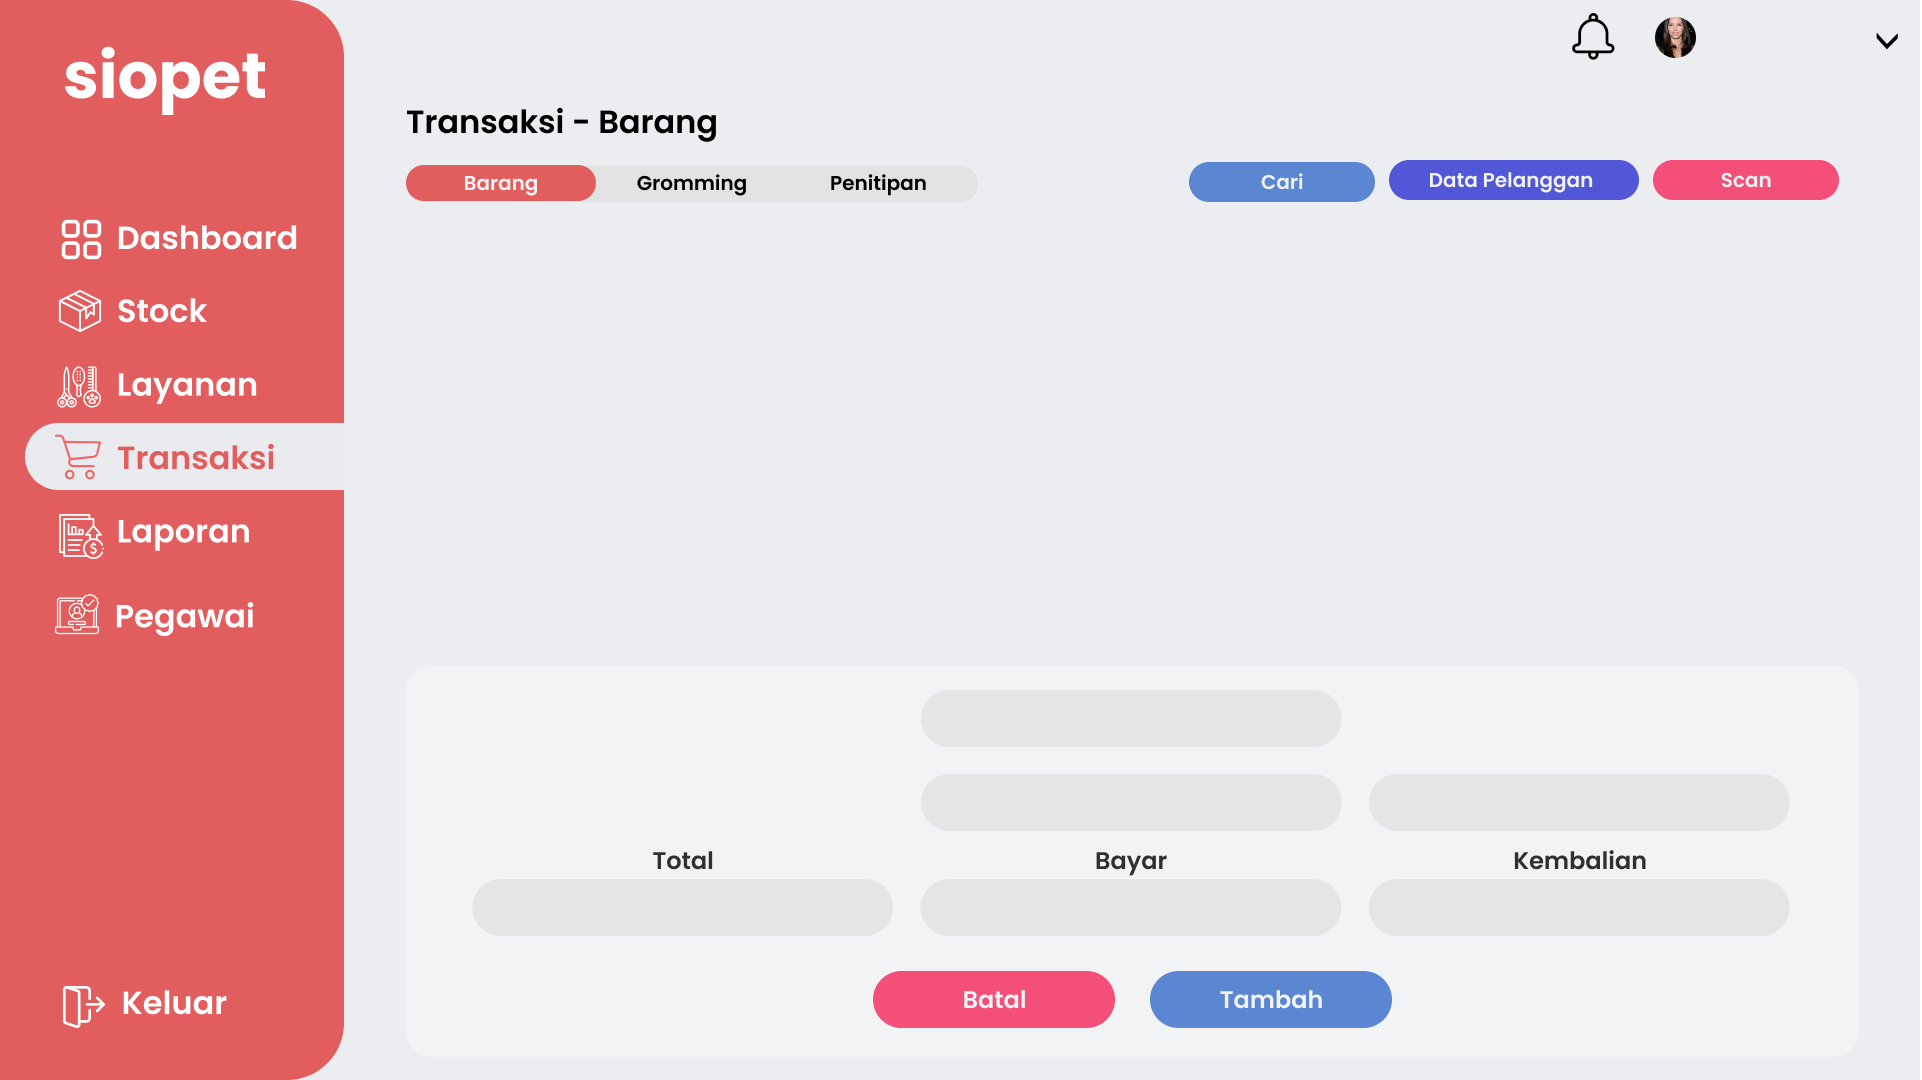 siopet
Dashboard
Stock
Layanan
Transaksi
Laporan
Pegawai
Keluar
Transaksi - Barang
Barang Gromming Penitipan
Cari Data Pelanggan Scan
Total Bayar Kembalian
Batal Tambah